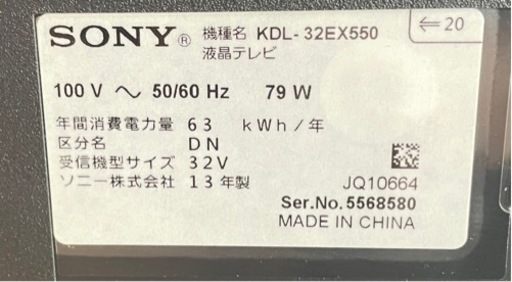 SONY® 機種名 KDL-32EX550
液晶テレビ
⇐20
100 V ～ 50/60 Hz 79 W
年間消費電力量 63 kWh/年
区分名 DN
受信機型サイズ 32V
ソニー株式会社 13年製
JQ10664
Ser.No.5568580
MADE IN CHINA